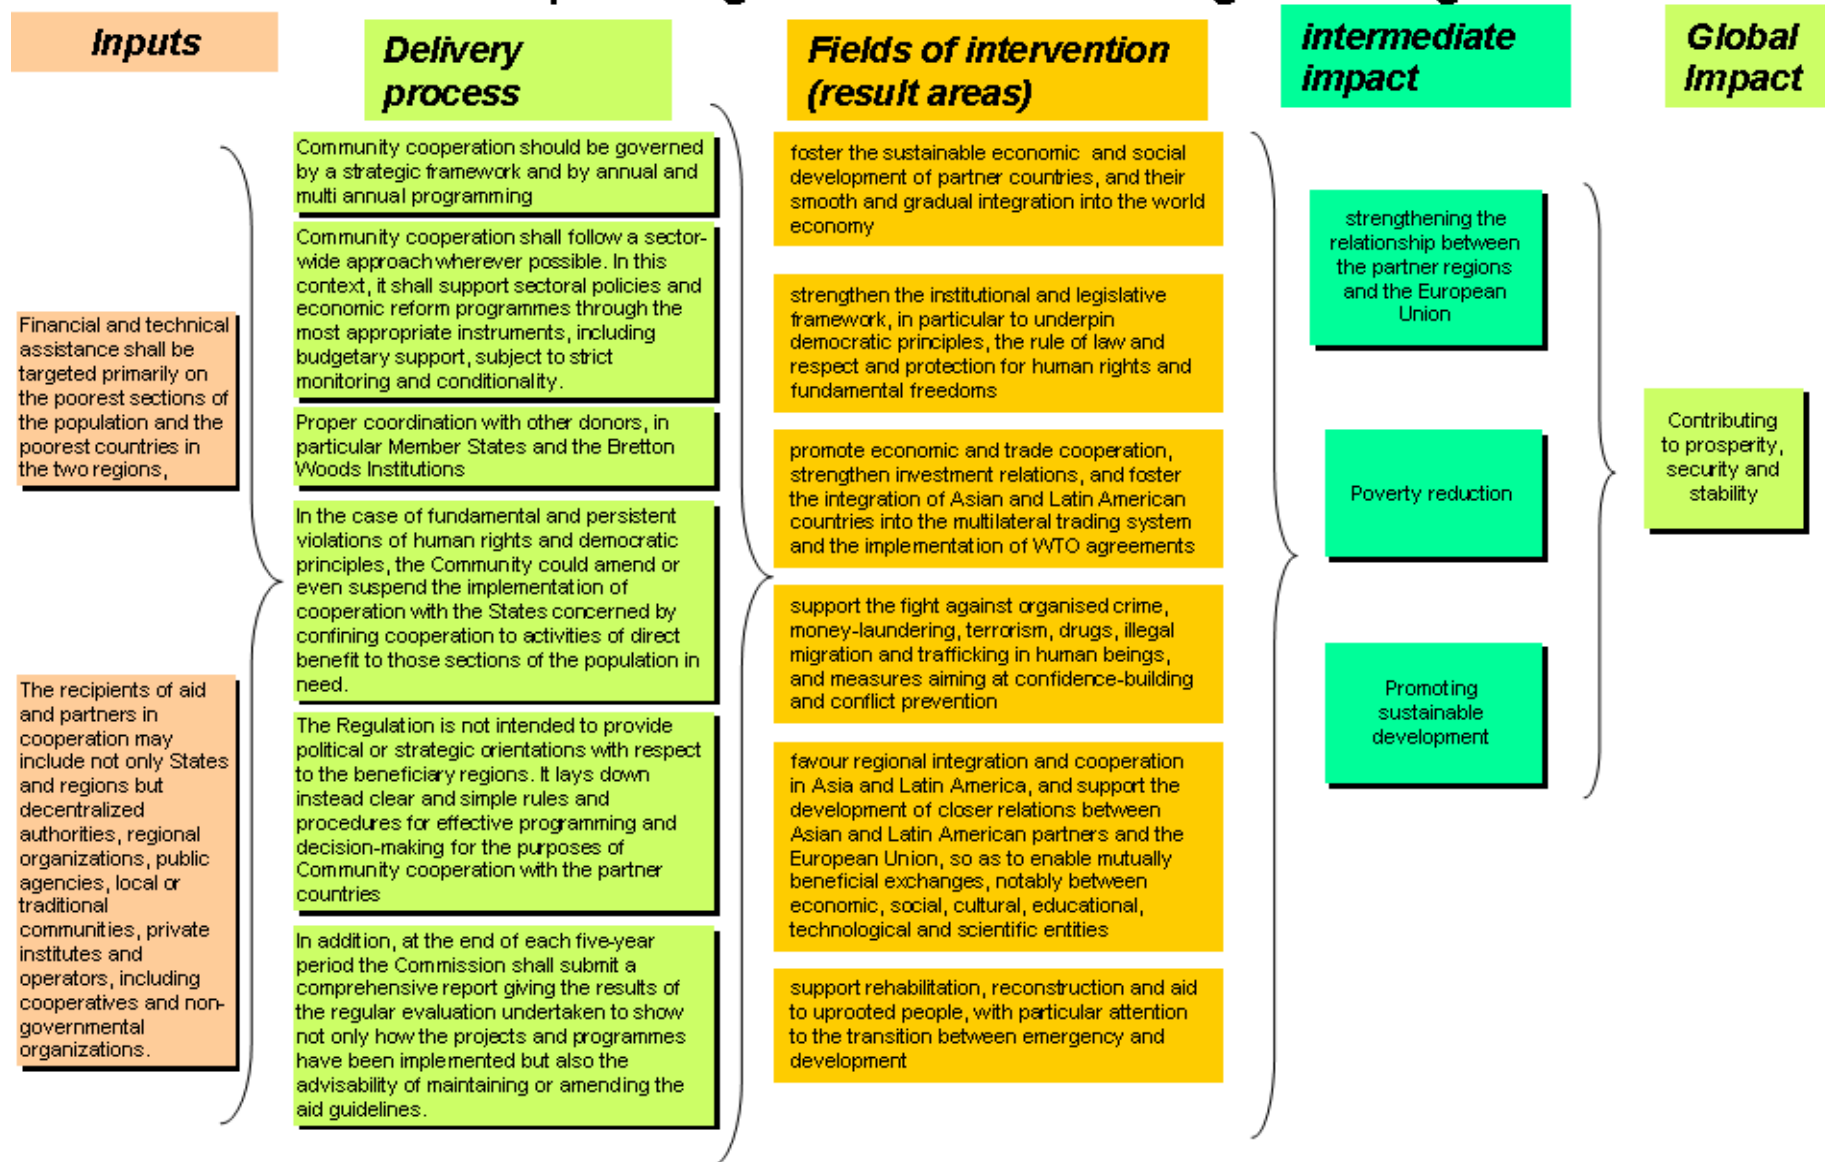 Inputs
Delivery
process
Fields of intervention
(result areas)
intermediate
impact
Global
Impact
Financial and technical
assistance shall be
targeted primarily on
the poorest sections of
the population and the
poorest countries in
the two regions,
The recipients of aid
and partners in
cooperation may
include not only States
and regions but
decentralized
authorities, regional
organizations, public
agencies, local or
traditional
communities, private
institutes and
operators, including
cooperatives and non-
governmental
organizations.
Community cooperation should be governed
by a strategic framework and by annual and
multi annual programming
Community cooperation shall follow a sector-
wide approach wherever possible. In this
context, it shall support sectoral policies and
economic reform programmes through the
most appropriate instruments, including
budgetary support, subject to strict
monitoring and conditionality.
Proper coordination with other donors, in
particular Member States and the Bretton
Woods Institutions
In the case of fundamental and persistent
violations of human rights and democratic
principles, the Community could amend or
even suspend the implementation of
cooperation with the States concerned by
confining cooperation to activities of direct
benefit to those sections of the population in
need.
The Regulation is not intended to provide
political or strategic orientations with respect
to the beneficiary regions. It lays down
instead clear and simple rules and
procedures for effective programming and
decision-making for the purposes of
Community cooperation with the partner
countries
In addition, at the end of each five-year
period the Commission shall submit a
comprehensive report giving the results of
the regular evaluation undertaken to show
not only how the projects and programmes
have been implemented but also the
advisability of maintaining or amending the
aid guidelines.
foster the sustainable economic and social
development of partner countries, and their
smooth and gradual integration into the world
economy
strengthen the institutional and legislative
framework, in particular to underpin
democratic principles, the rule of law and
respect and protection for human rights and
fundamental freedoms
promote economic and trade cooperation,
strengthen investment relations, and foster
the integration of Asian and Latin American
countries into the multilateral trading system
and the implementation of WTO agreements
support the fight against organised crime,
money-laundering, terrorism, drugs, illegal
migration and trafficking in human beings,
and measures aiming at confidence-building
and conflict prevention
favour regional integration and cooperation
in Asia and Latin America, and support the
development of closer relations between
Asian and Latin American partners and the
European Union, so as to enable mutually
beneficial exchanges, notably between
economic, social, cultural, educational,
technological and scientific entities
support rehabilitation, reconstruction and aid
to uprooted people, with particular attention
to the transition between emergency and
development
strengthening the
relationship between
the partner regions
and the European
Union
Poverty reduction
Promoting
sustainable
development
Contributing
to prosperity,
security and
stability